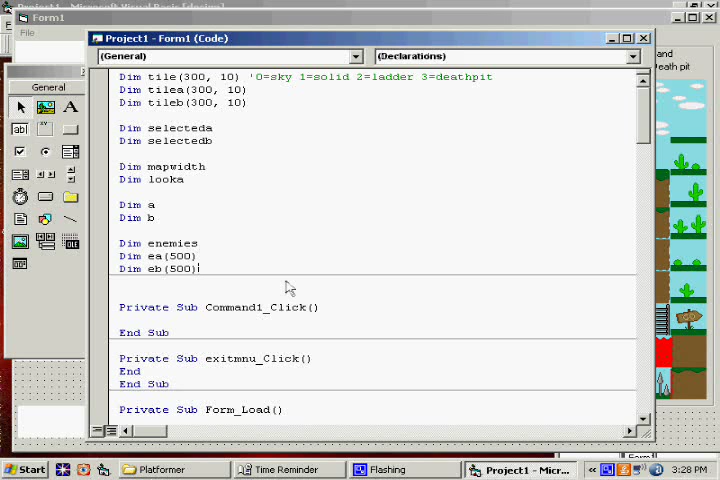 Project1 - Microsoft Visual Basic [design]
Form1
File
Project1 - Form1 (Code)
(General)
(Declarations)
General
and
Death pit
Dim tile(300, 10) '0=sky 1=solid 2=ladder 3=deathpit
Dim tilea(300, 10)
Dim tileb(300, 10)
Dim selecteda
Dim selectedb
Dim mapwidth
Dim looka
Dim a
Dim b
Dim enemies
Dim ea(500)
Dim eb(500)
Private Sub Command1_Click()
End Sub
Private Sub exitmnu_Click()
End
End Sub
Private Sub Form_Load()
A
ab
xv
OLE
Start
Platformer
Time Reminder
Flashing
Project1 - Micr...
3:28 PM